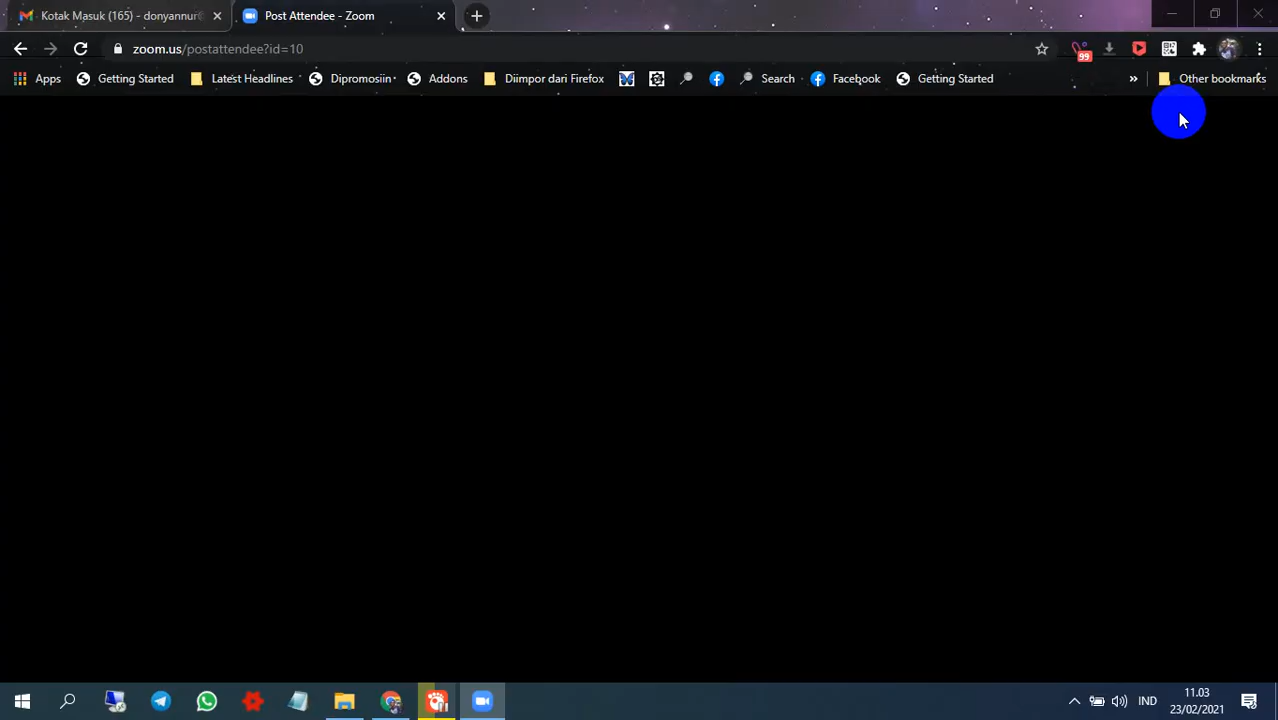 Kotak Masuk (165) - donyannur
Post Attendee - Zoom
zoom.us/postattendee?id=10
99
Apps
Getting Started
Latest Headlines
Dipromosiin
Addons
Diimpor dari Firefox
Search
Facebook
Getting Started
»
Other bookmarks
IND
11.03
23/02/2021